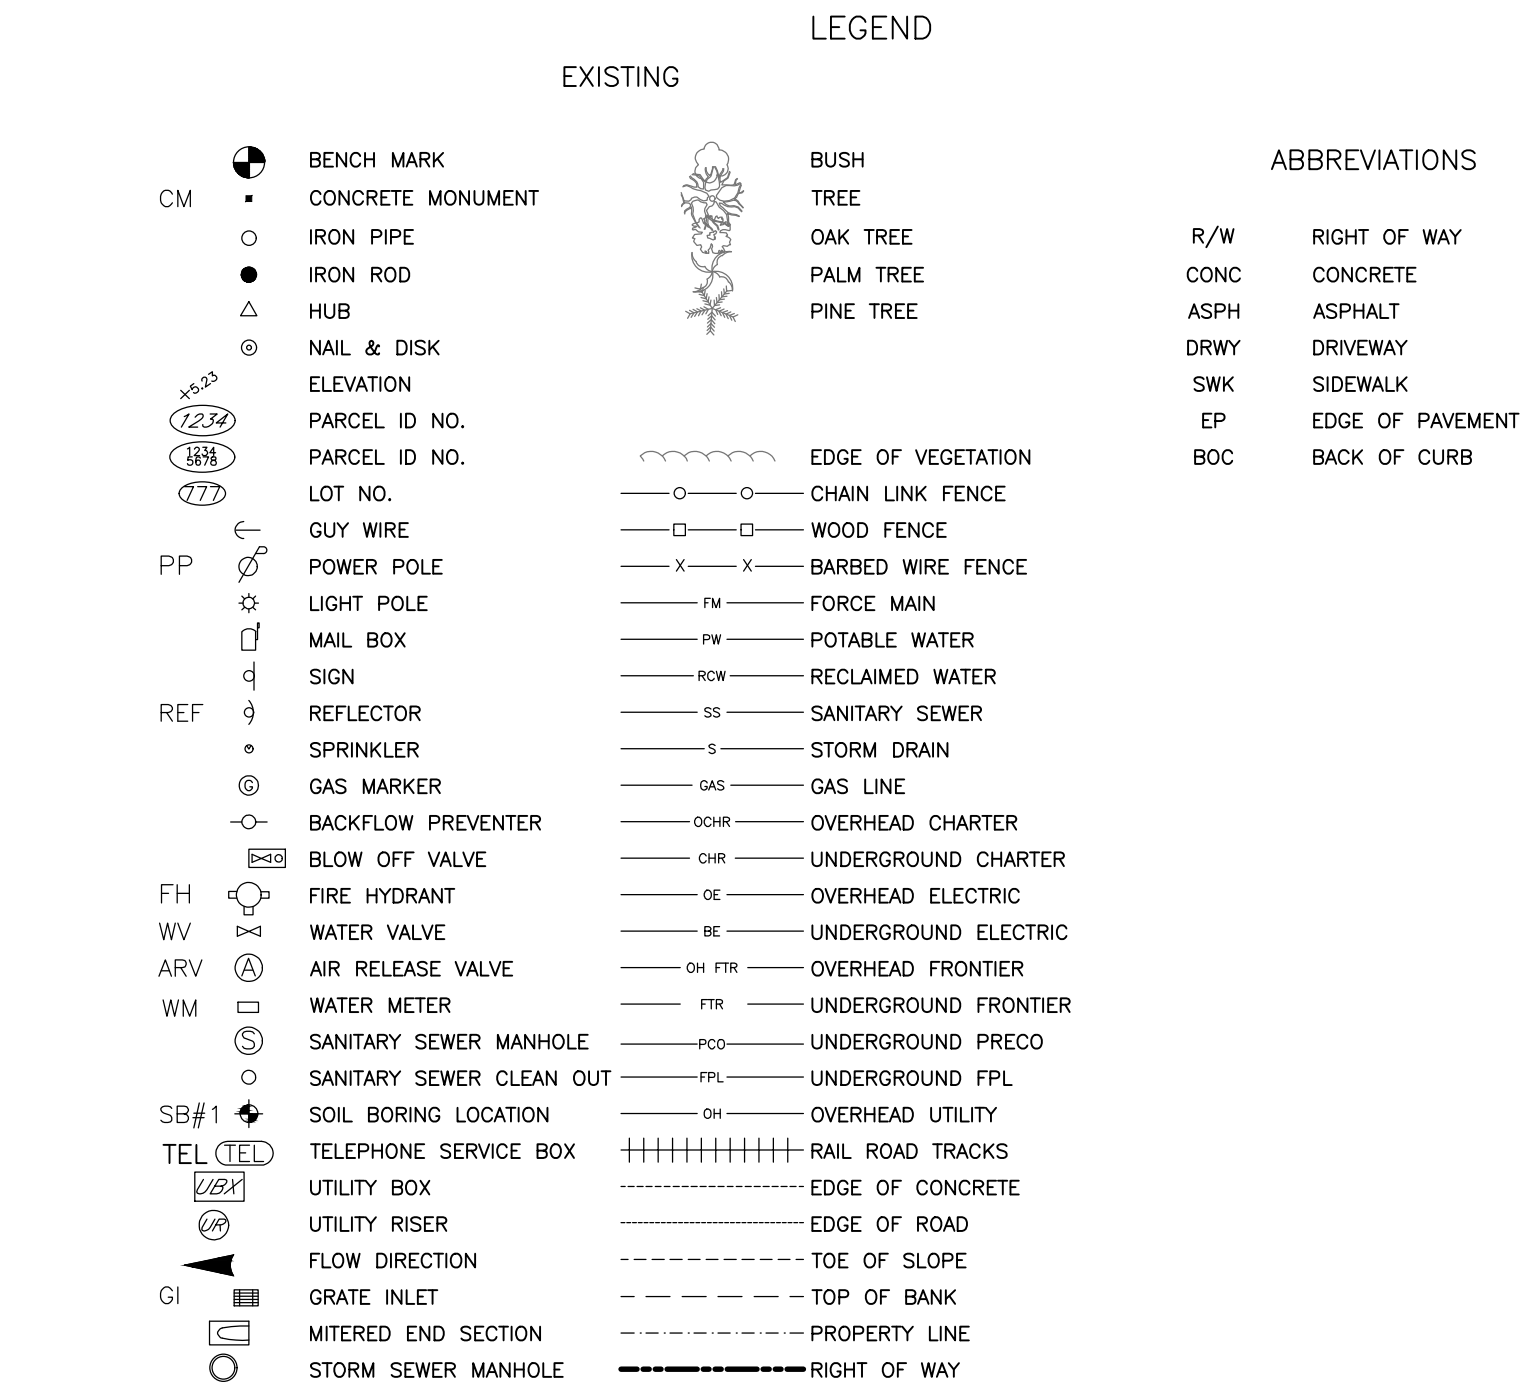 LEGEND
EXISTING
BENCH MARK
CM CONCRETE MONUMENT
IRON PIPE
IRON ROD
HUB
NAIL & DISK
+5.23 ELEVATION
1234 PARCEL ID NO.
1234
5678 PARCEL ID NO.
777 LOT NO.
GUY WIRE
PP POWER POLE
LIGHT POLE
MAIL BOX
SIGN
REF REFLECTOR
SPRINKLER
G GAS MARKER
BACKFLOW PREVENTER
BLOW OFF VALVE
FH FIRE HYDRANT
WV WATER VALVE
ARV A AIR RELEASE VALVE
WM WATER METER
S SANITARY SEWER MANHOLE
SANITARY SEWER CLEAN OUT
SB#1 SOIL BORING LOCATION
TEL TEL TELEPHONE SERVICE BOX
UBX UTILITY BOX
UR UTILITY RISER
FLOW DIRECTION
GI GRATE INLET
MITERED END SECTION
STORM SEWER MANHOLE
BUSH
TREE
OAK TREE
PALM TREE
PINE TREE
EDGE OF VEGETATION
CHAIN LINK FENCE
WOOD FENCE
X X BARBED WIRE FENCE
FM FORCE MAIN
PW POTABLE WATER
RCW RECLAIMED WATER
SS SANITARY SEWER
S STORM DRAIN
GAS GAS LINE
OCHR OVERHEAD CHARTER
CHR UNDERGROUND CHARTER
OE OVERHEAD ELECTRIC
BE UNDERGROUND ELECTRIC
OH FTR OVERHEAD FRONTIER
FTR UNDERGROUND FRONTIER
PCO UNDERGROUND PRECO
FPL UNDERGROUND FPL
OH OVERHEAD UTILITY
RAIL ROAD TRACKS
EDGE OF CONCRETE
EDGE OF ROAD
TOE OF SLOPE
TOP OF BANK
PROPERTY LINE
RIGHT OF WAY
ABBREVIATIONS
R/W RIGHT OF WAY
CONC CONCRETE
ASPH ASPHALT
DRWY DRIVEWAY
SWK SIDEWALK
EP EDGE OF PAVEMENT
BOC BACK OF CURB